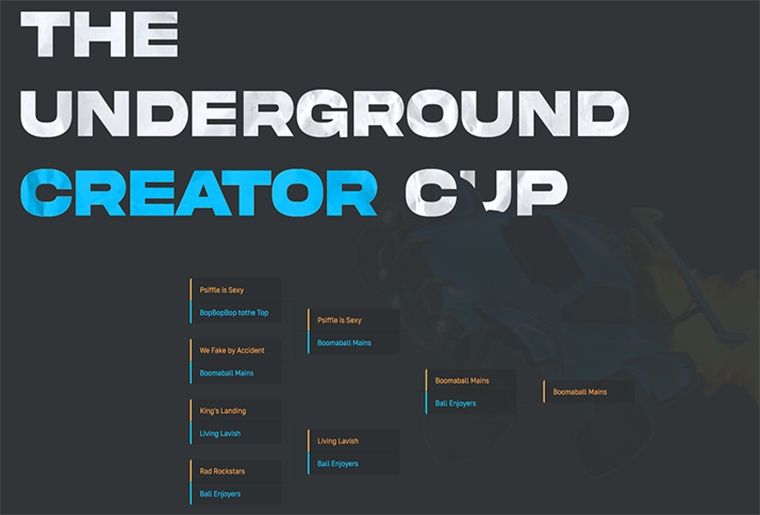 THE
UNDERGROUND
CREATOR CUP
Psiffle is Sexy
BopBopBop tothe Top
We Fake by Accident
Boomaball Mains
King's Landing
Living Lavish
Rad Rockstars
Ball Enjoyers
Psiffle is Sexy
Boomaball Mains
Living Lavish
Ball Enjoyers
Boomaball Mains
Ball Enjoyers
Boomaball Mains